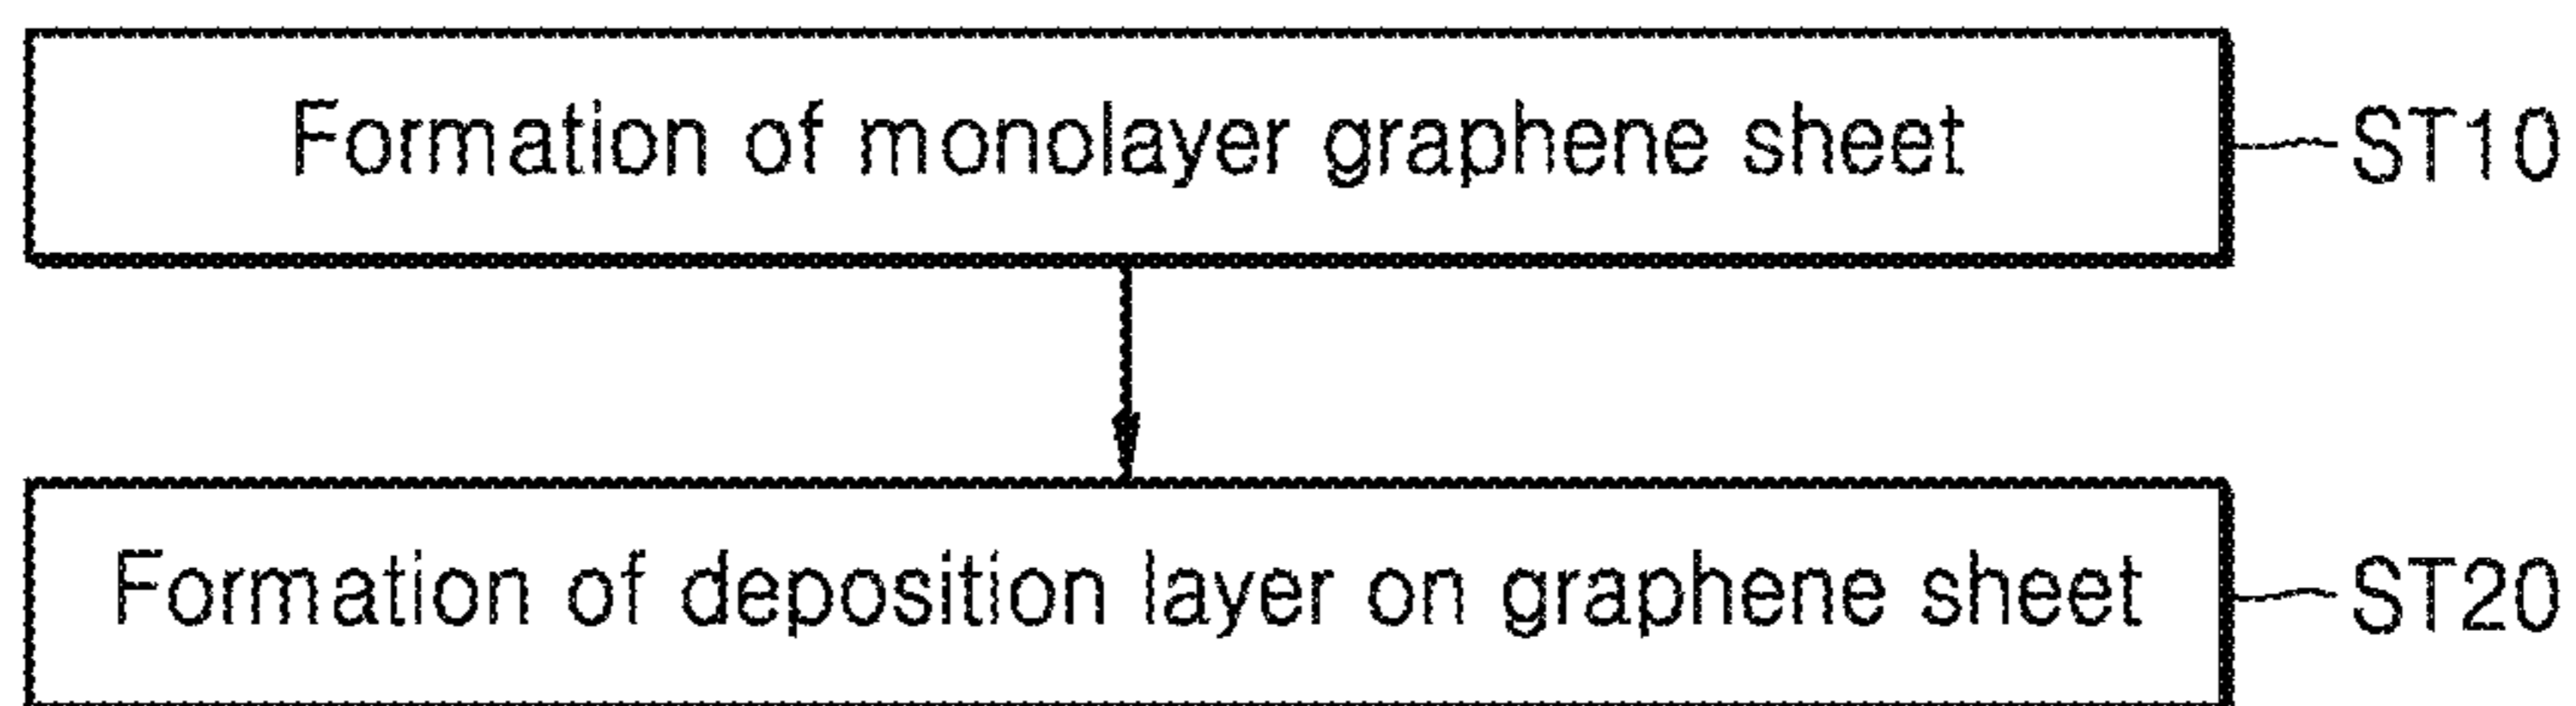 Formation of monolayer graphene sheet ST10
Formation of deposition layer on graphene sheet ST20